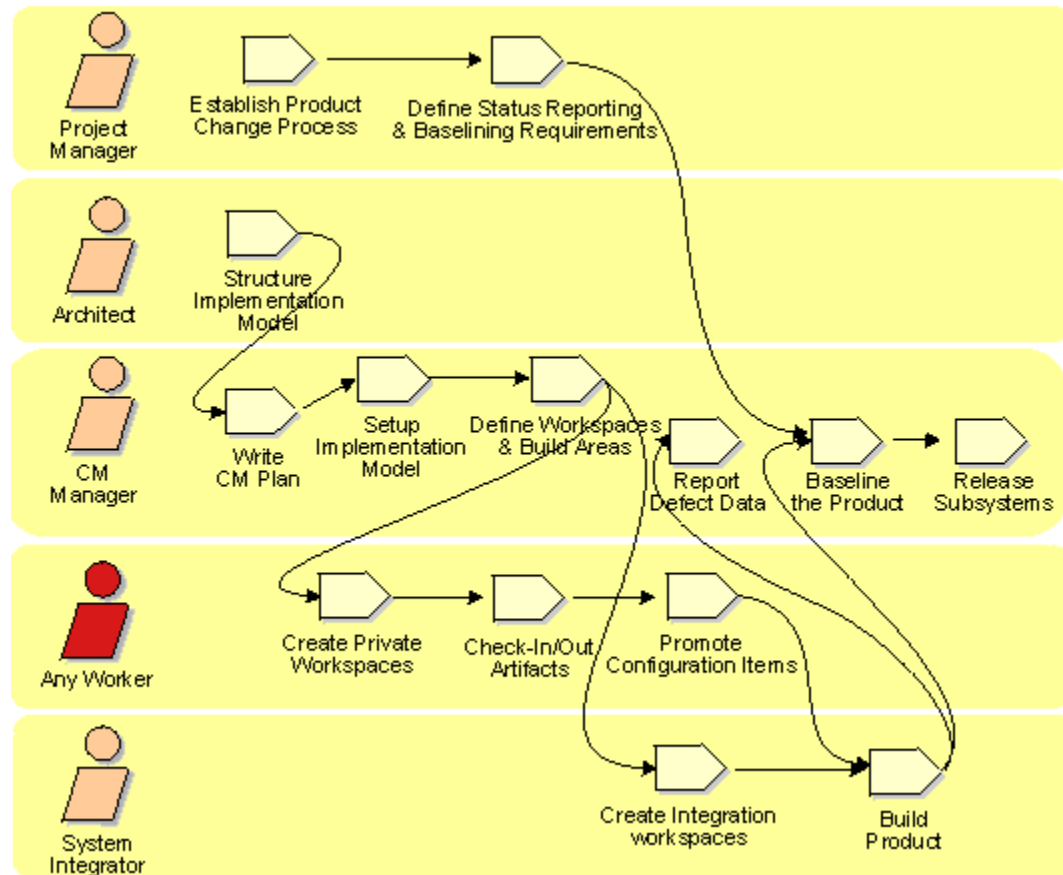 Project
Manager
Establish Product
Change Process
Define Status Reporting
& Baselining Requirements
Architect
Structure
Implementation
Model
CM
Manager
Write
CM Plan
Setup
Implementation
Model
Define Workspaces
& Build Areas
Report
Defect Data
Baseline
the Product
Release
Subsystems
Any Worker
Create Private
Workspaces
Check-In/Out
Artifacts
Promote
Configuration Items
System
Integrator
Create Integration
workspaces
Build
Product